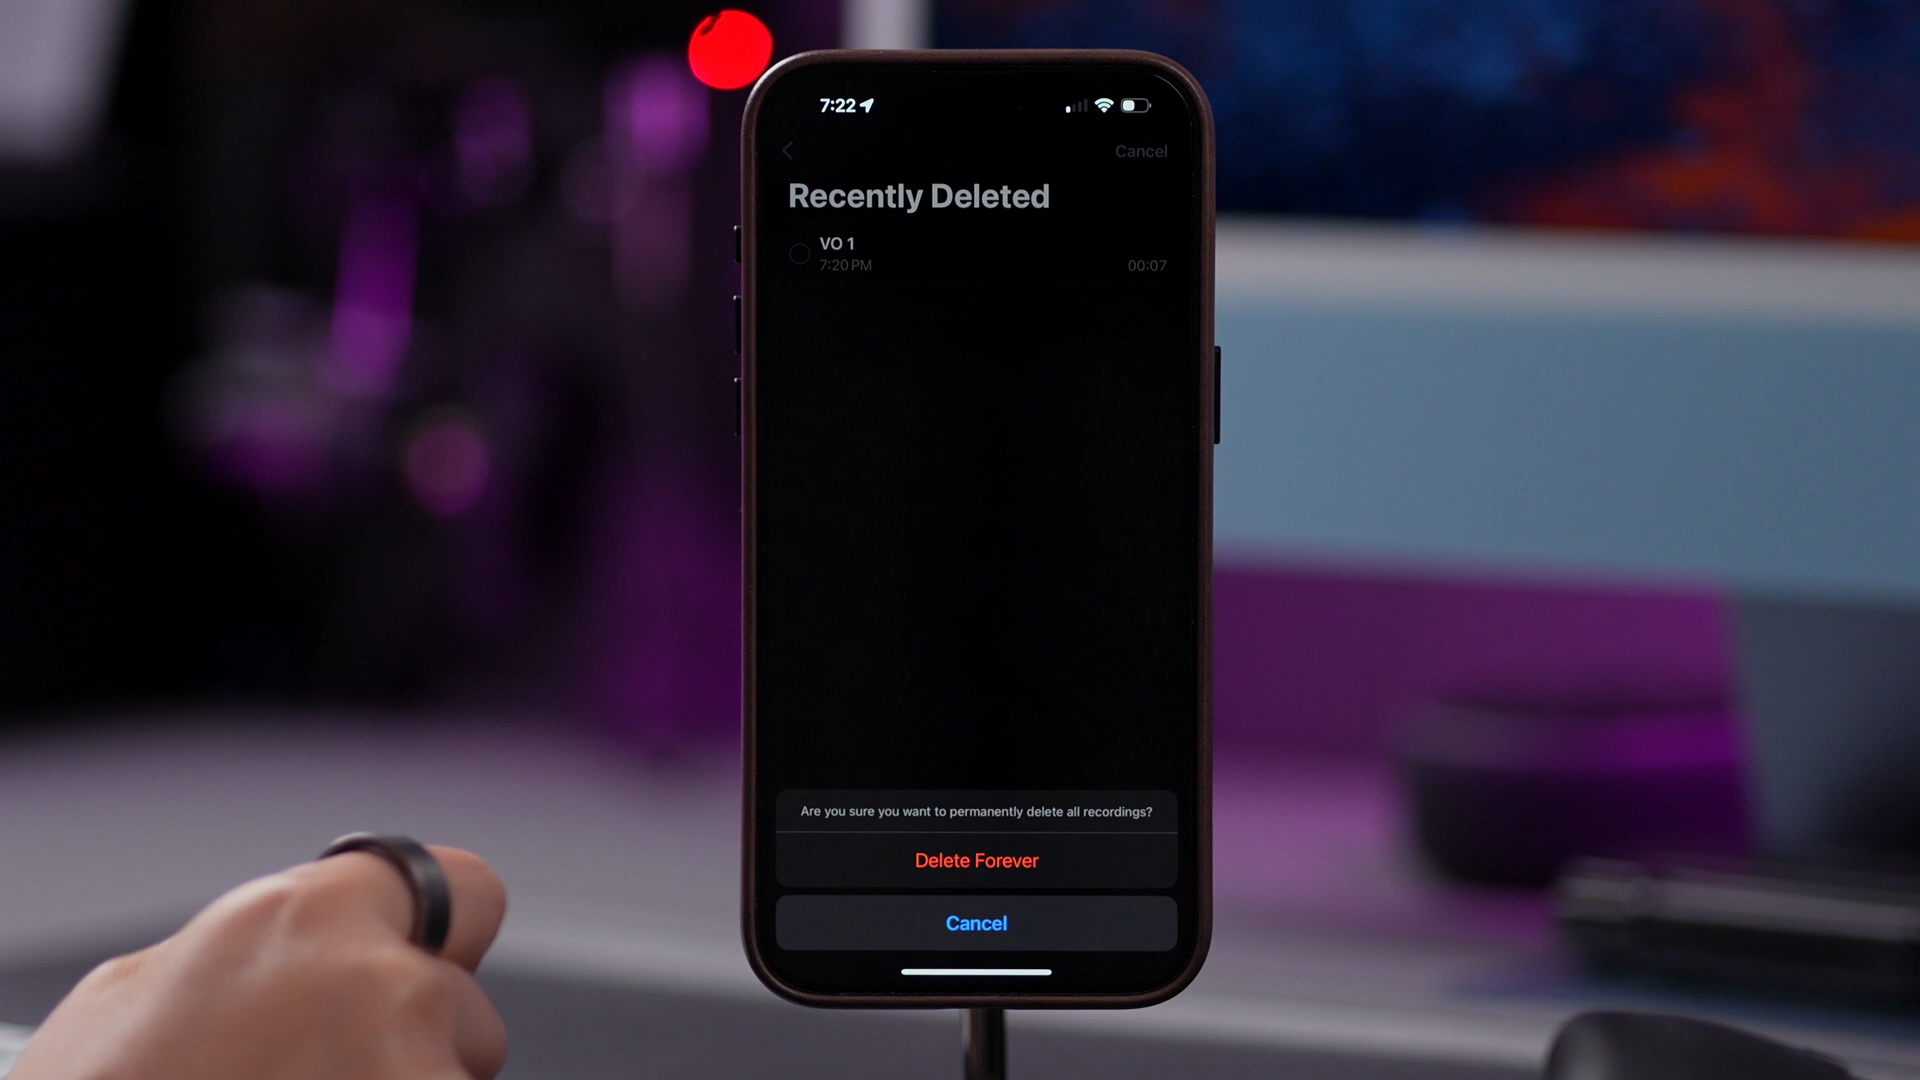 7:22
Cancel
Recently Deleted
VO 1
7:20 PM
00:07
Are you sure you want to permanently delete all recordings?
Delete Forever
Cancel